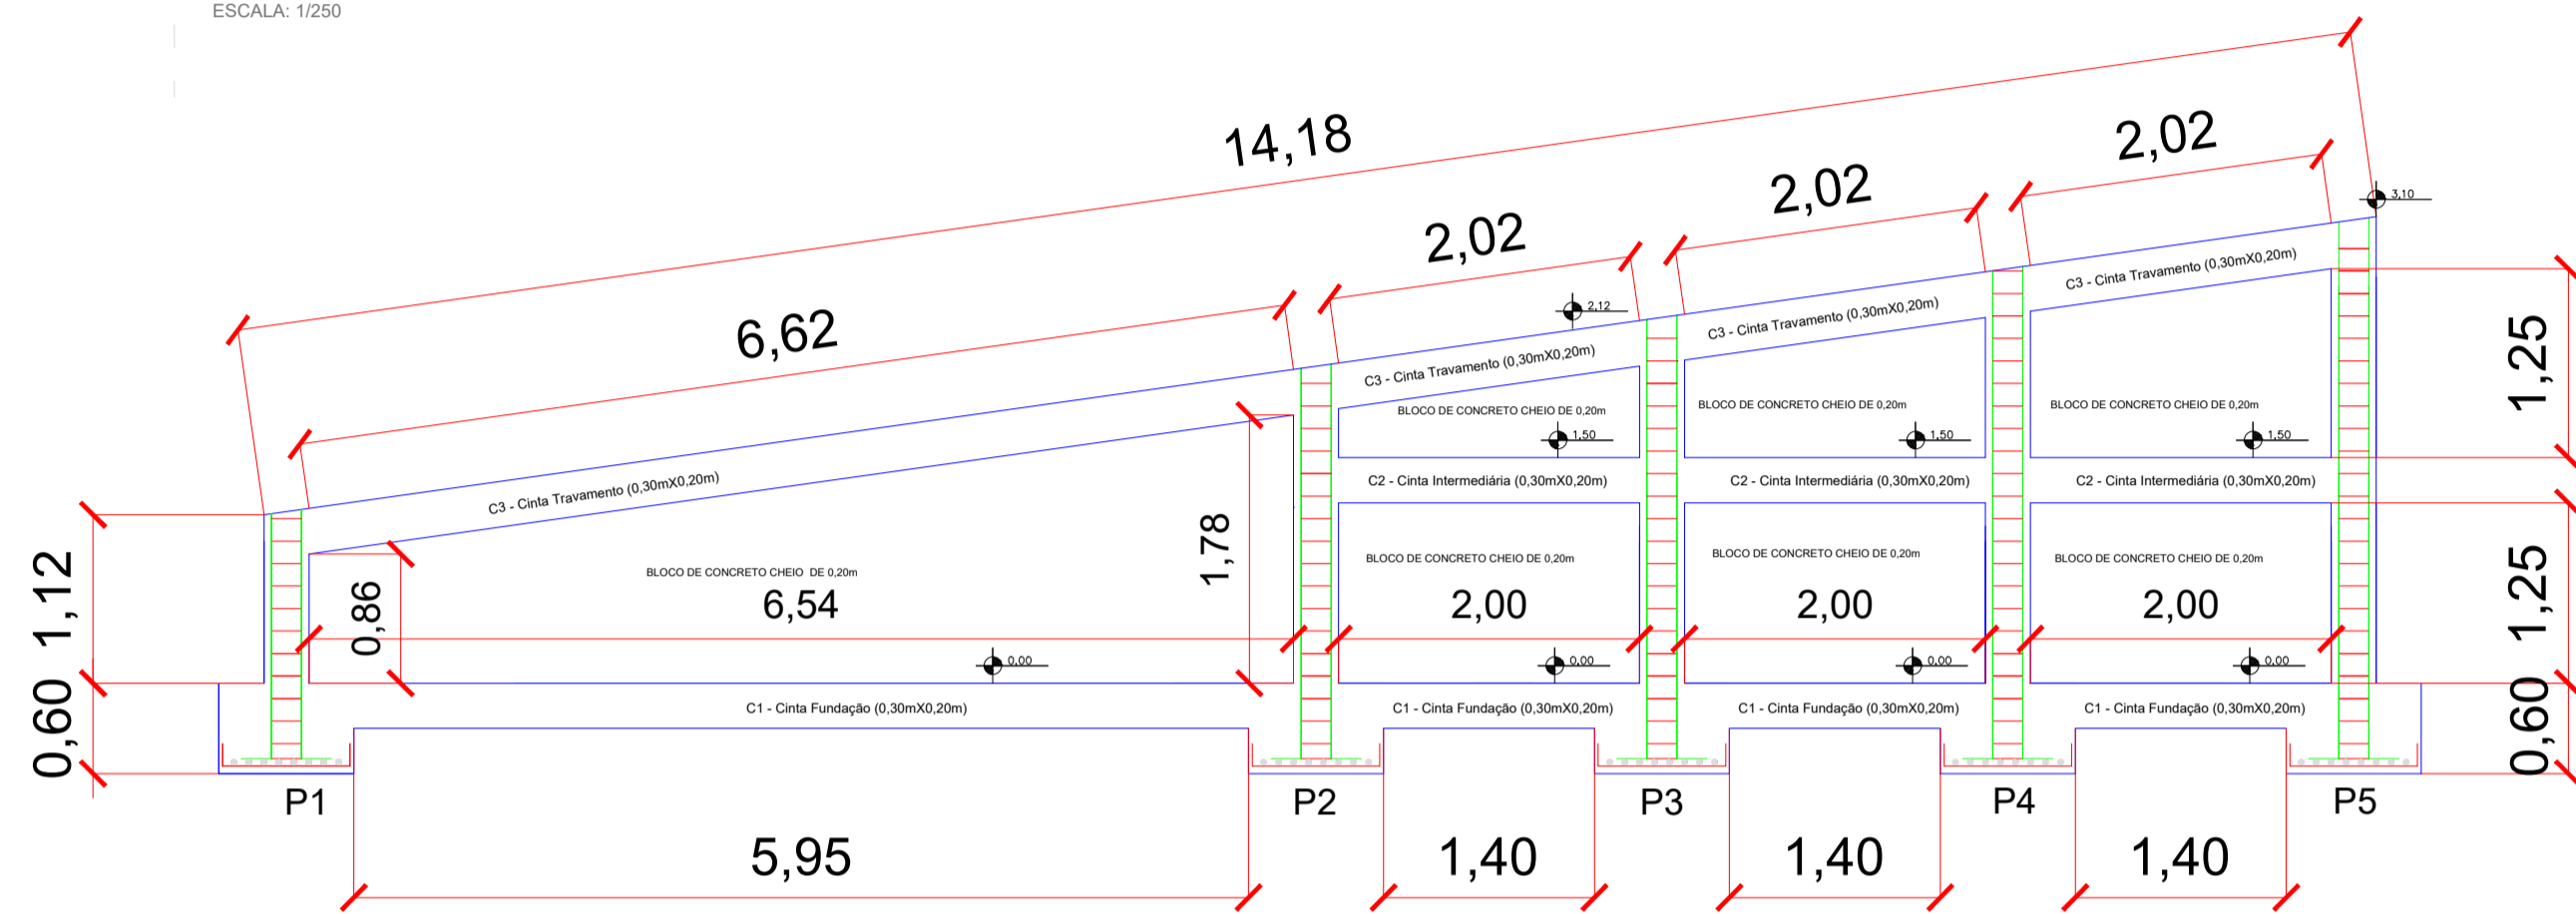 ESCALA: 1/250
14,18
2,02
2,02
2,02
6,62
3,10
2,12
C3 - Cinta Travamento (0,30mX0,20m)
C3 - Cinta Travamento (0,30mX0,20m)
C3 - Cinta Travamento (0,30mX0,20m)
C3 - Cinta Travamento (0,30mX0,20m)
BLOCO DE CONCRETO CHEIO DE 0,20m
BLOCO DE CONCRETO CHEIO DE 0,20m
BLOCO DE CONCRETO CHEIO DE 0,20m
1,50
1,50
1,50
1,25
C2 - Cinta Intermediária (0,30mX0,20m)
C2 - Cinta Intermediária (0,30mX0,20m)
C2 - Cinta Intermediária (0,30mX0,20m)
1,12
0,86
1,78
BLOCO DE CONCRETO CHEIO DE 0,20m
BLOCO DE CONCRETO CHEIO DE 0,20m
BLOCO DE CONCRETO CHEIO DE 0,20m
BLOCO DE CONCRETO CHEIO DE 0,20m
1,25
6,54
2,00
2,00
2,00
0,00
0,00
0,00
0,00
0,60
C1 - Cinta Fundação (0,30mX0,20m)
C1 - Cinta Fundação (0,30mX0,20m)
C1 - Cinta Fundação (0,30mX0,20m)
C1 - Cinta Fundação (0,30mX0,20m)
0,60
P1
P2
P3
P4
P5
5,95
1,40
1,40
1,40